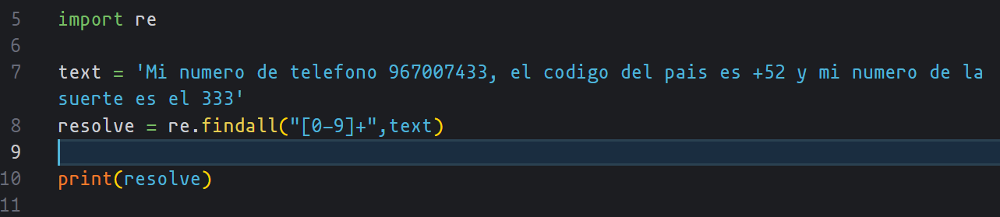 5 import re
6
7 text = 'Mi numero de telefono 967007433, el codigo del pais es +52 y mi numero de la
suerte es el 333'
8 resolve = re.findall("[0-9]+",text)
9
10 print(resolve)
11